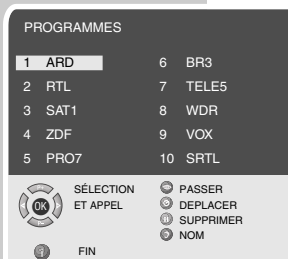 PROGRAMMES
1 ARD
2 RTL
3 SAT1
4 ZDF
5 PRO7
6 BR3
7 TELE5
8 WDR
9 VOX
10 SRTL
OK
SÉLECTION
ET APPEL
PASSER
DEPLACER
SUPPRIMER
NOM
FIN